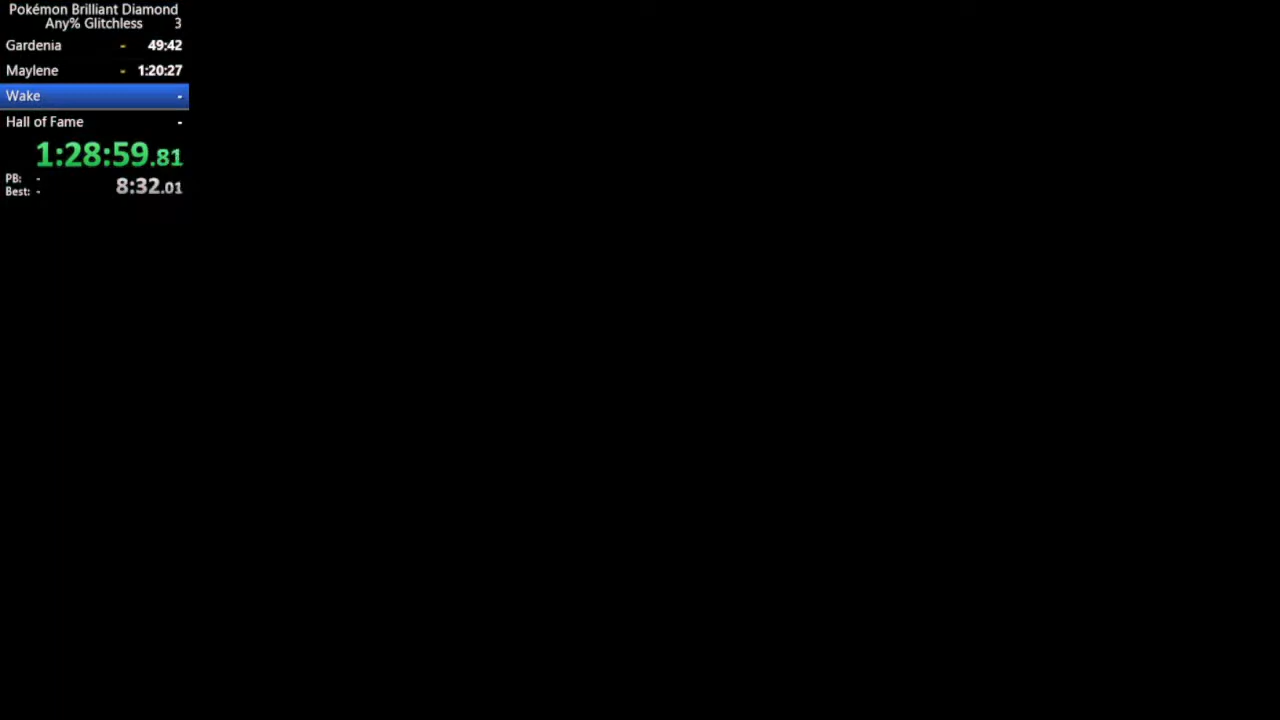 Pokémon Brilliant Diamond
Any% Glitchless 3
Gardenia - 49:42
Maylene - 1:20:27
Wake -
Hall of Fame -
1:28:59.81
PB: - 8:32.01
Best: -